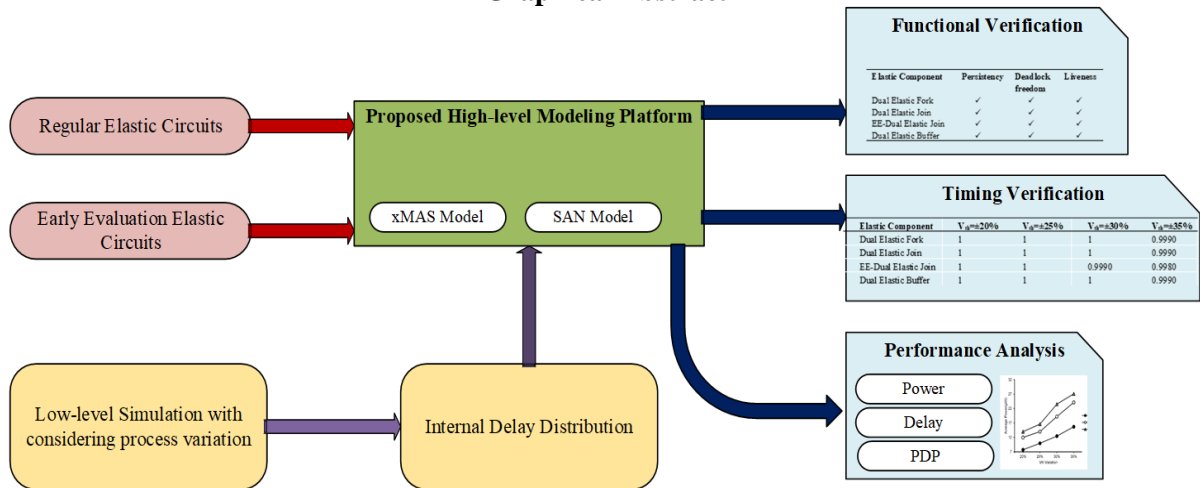 Graphical Abstract
Functional Verification
Elastic Component Persistency Deadlock freedom Liveness
Dual Elastic Fork ✓ ✓ ✓
Dual Elastic Join ✓ ✓ ✓
EE-Dual Elastic Join ✓ ✓ ✓
Dual Elastic Buffer ✓ ✓ ✓
Regular Elastic Circuits
Proposed High-level Modeling Platform
Early Evaluation Elastic
Circuits
xMAS Model
SAN Model
Timing Verification
Elastic Component Vth=±20% Vth=±25% Vth=±30% Vth=±35%
Dual Elastic Fork 1 1 1 0.9990
Dual Elastic Join 1 1 1 0.9990
EE-Dual Elastic Join 1 1 0.9990 0.9980
Dual Elastic Buffer 1 1 1 0.9990
Performance Analysis
Power
Delay
PDP
Low-level Simulation with
considering process variation
Internal Delay Distribution